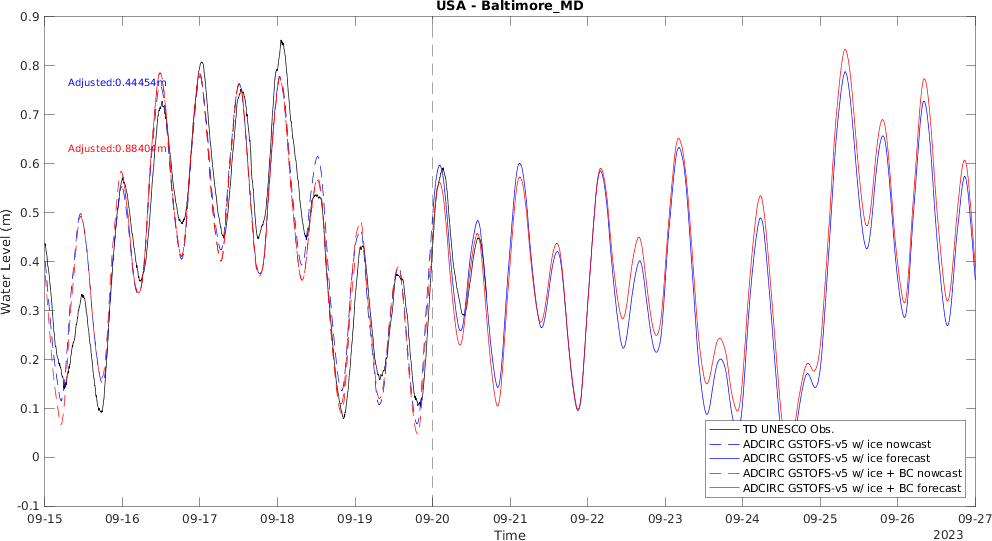 USA - Baltimore_MD
0.9
0.8
0.7
0.6
0.5
0.4
0.3
0.2
0.1
0
-0.1
Water Level (m)
Adjusted:0.44454m
Adjusted:0.88404m
TD UNESCO Obs.
ADCIRC GSTOFS-v5 w/ ice nowcast
ADCIRC GSTOFS-v5 w/ ice forecast
ADCIRC GSTOFS-v5 w/ ice + BC nowcast
ADCIRC GSTOFS-v5 w/ ice + BC forecast
09-15 09-16 09-17 09-18 09-19 09-20 09-21 09-22 09-23 09-24 09-25 09-26 09-27
Time
2023